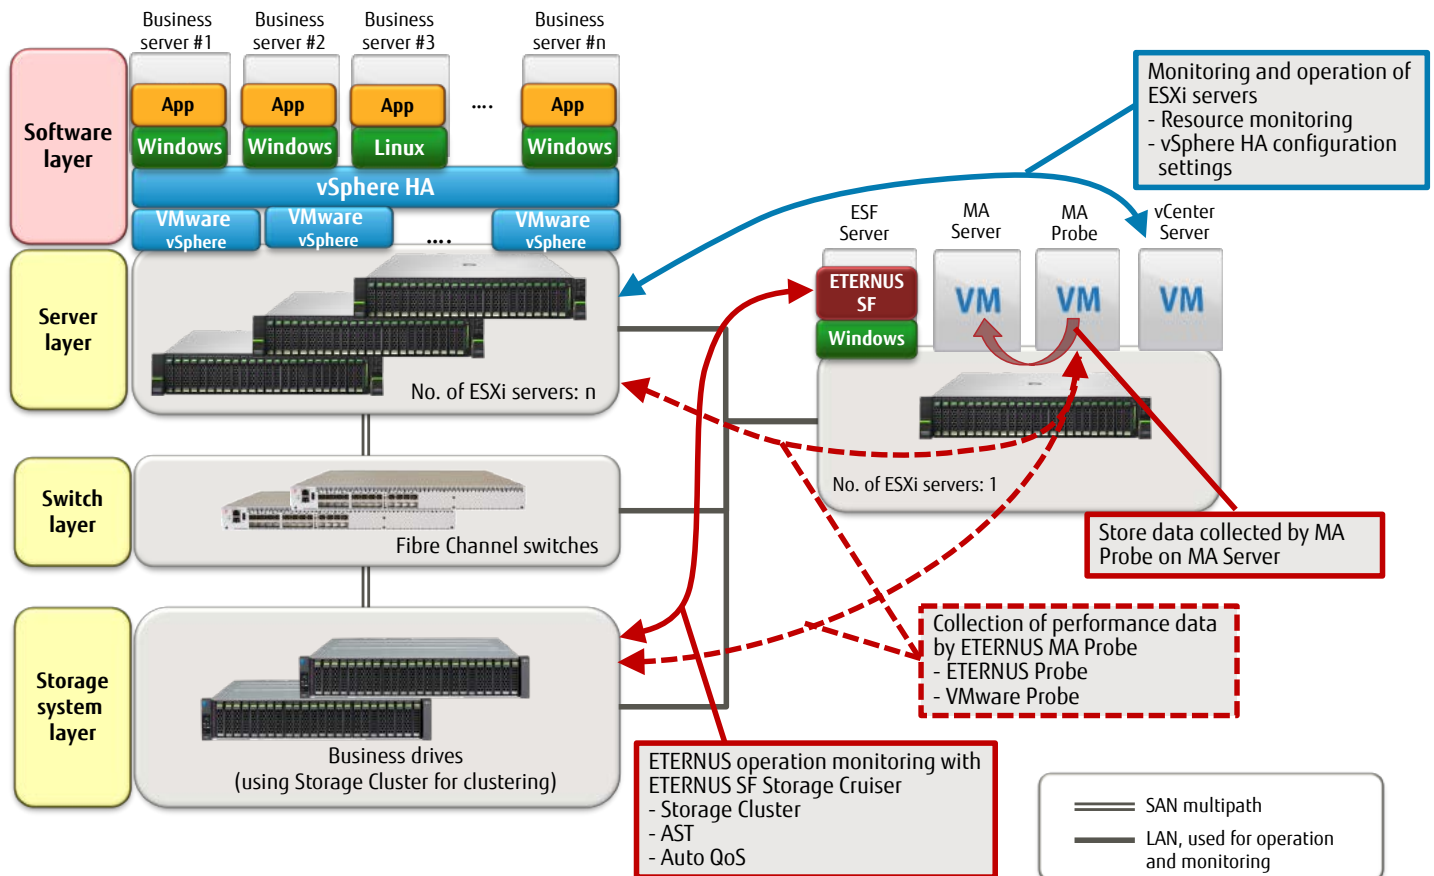 Business
server #1
Business
server #2
Business
server #3
Business
server #n
App
App
App
....
App
Windows
Windows
Linux
Windows
Software
layer
vSphere HA
VMware
vSphere
VMware
vSphere
....
VMware
vSphere
Monitoring and operation of
ESXi servers
- Resource monitoring
- vSphere HA configuration
settings
ESF
Server
MA
Server
MA
Probe
vCenter
Server
ETERNUS
SF
Windows
VM
VM
VM
Server
layer
No. of ESXi servers: n
No. of ESXi servers: 1
Switch
layer
Fibre Channel switches
Store data collected by MA
Probe on MA Server
Collection of performance data
by ETERNUS MA Probe
- ETERNUS Probe
- VMware Probe
Storage
system
layer
Business drives
(using Storage Cluster for clustering)
ETERNUS operation monitoring with
ETERNUS SF Storage Cruiser
- Storage Cluster
- AST
- Auto QoS
SAN multipath
LAN, used for operation
and monitoring